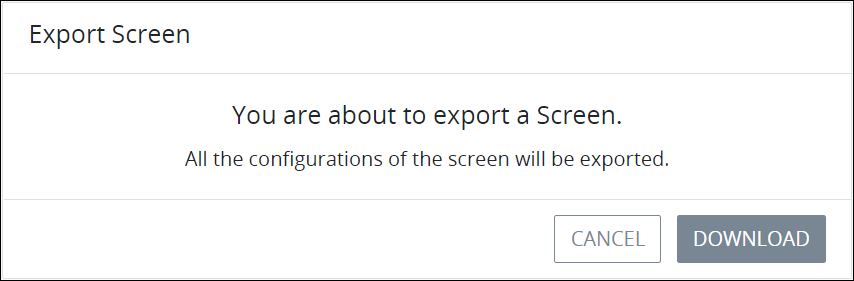 Export Screen
You are about to export a Screen.
All the configurations of the screen will be exported.
CANCEL DOWNLOAD